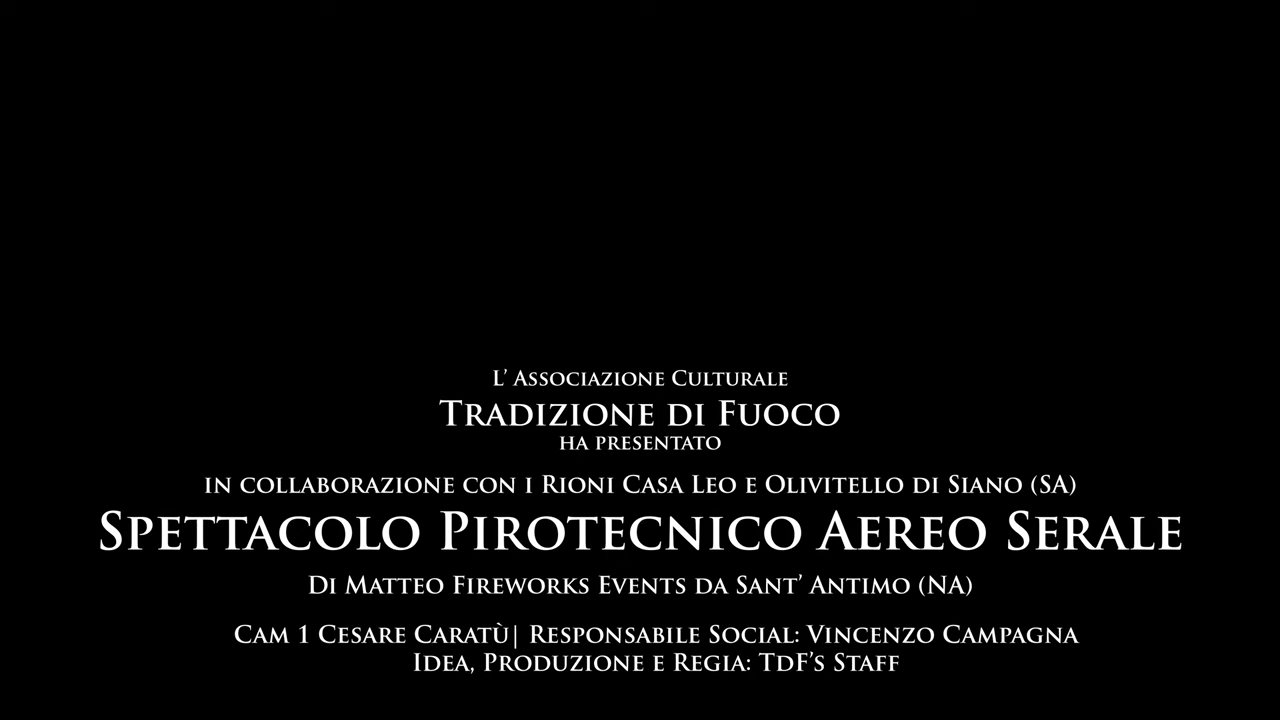 L' Associazione Culturale
Tradizione di Fuoco
ha presentato
in collaborazione con i Rioni Casa Leo e Olivitello di Siano (SA)
Spettacolo Pirotecnico Aereo Serale
Di Matteo Fireworks Events da Sant' Antimo (NA)
Cam 1 Cesare Caratù| Responsabile Social: Vincenzo Campagna
Idea, Produzione e Regia: TdF's Staff